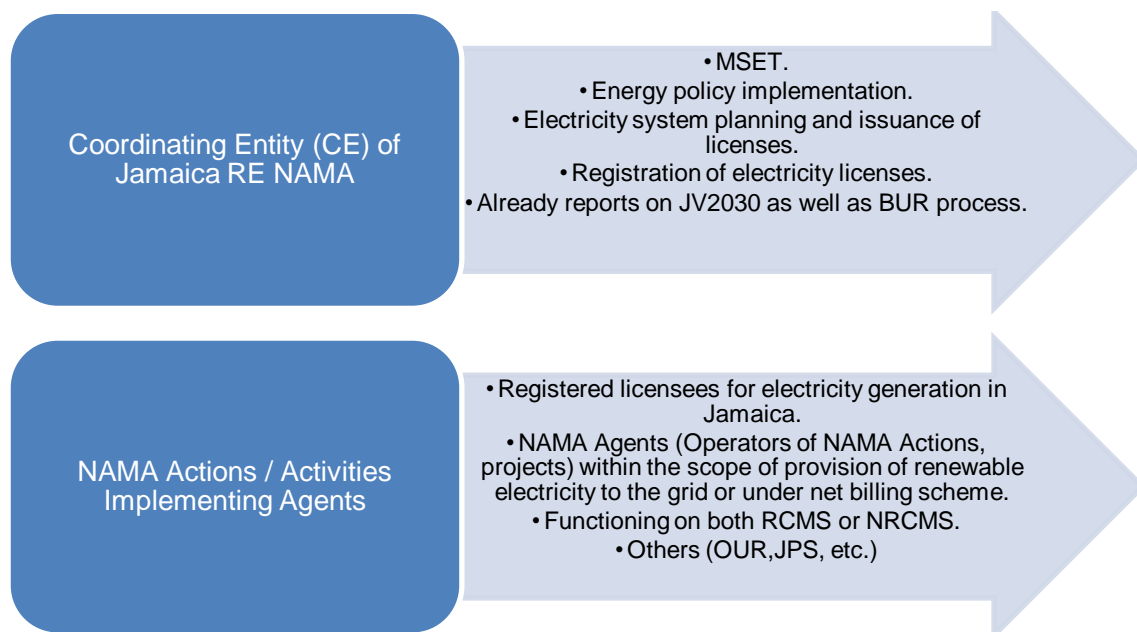 Coordinating Entity (CE) of
Jamaica RE NAMA
• MSET.
• Energy policy implementation.
• Electricity system planning and issuance of
licenses.
• Registration of electricity licenses.
• Already reports on JV2030 as well as BUR process.
NAMA Actions / Activities
Implementing Agents
• Registered licensees for electricity generation in
Jamaica.
• NAMA Agents (Operators of NAMA Actions,
projects) within the scope of provision of renewable
electricity to the grid or under net billing scheme.
• Functioning on both RCMS or NRCMS.
• Others (OUR,JPS, etc.)